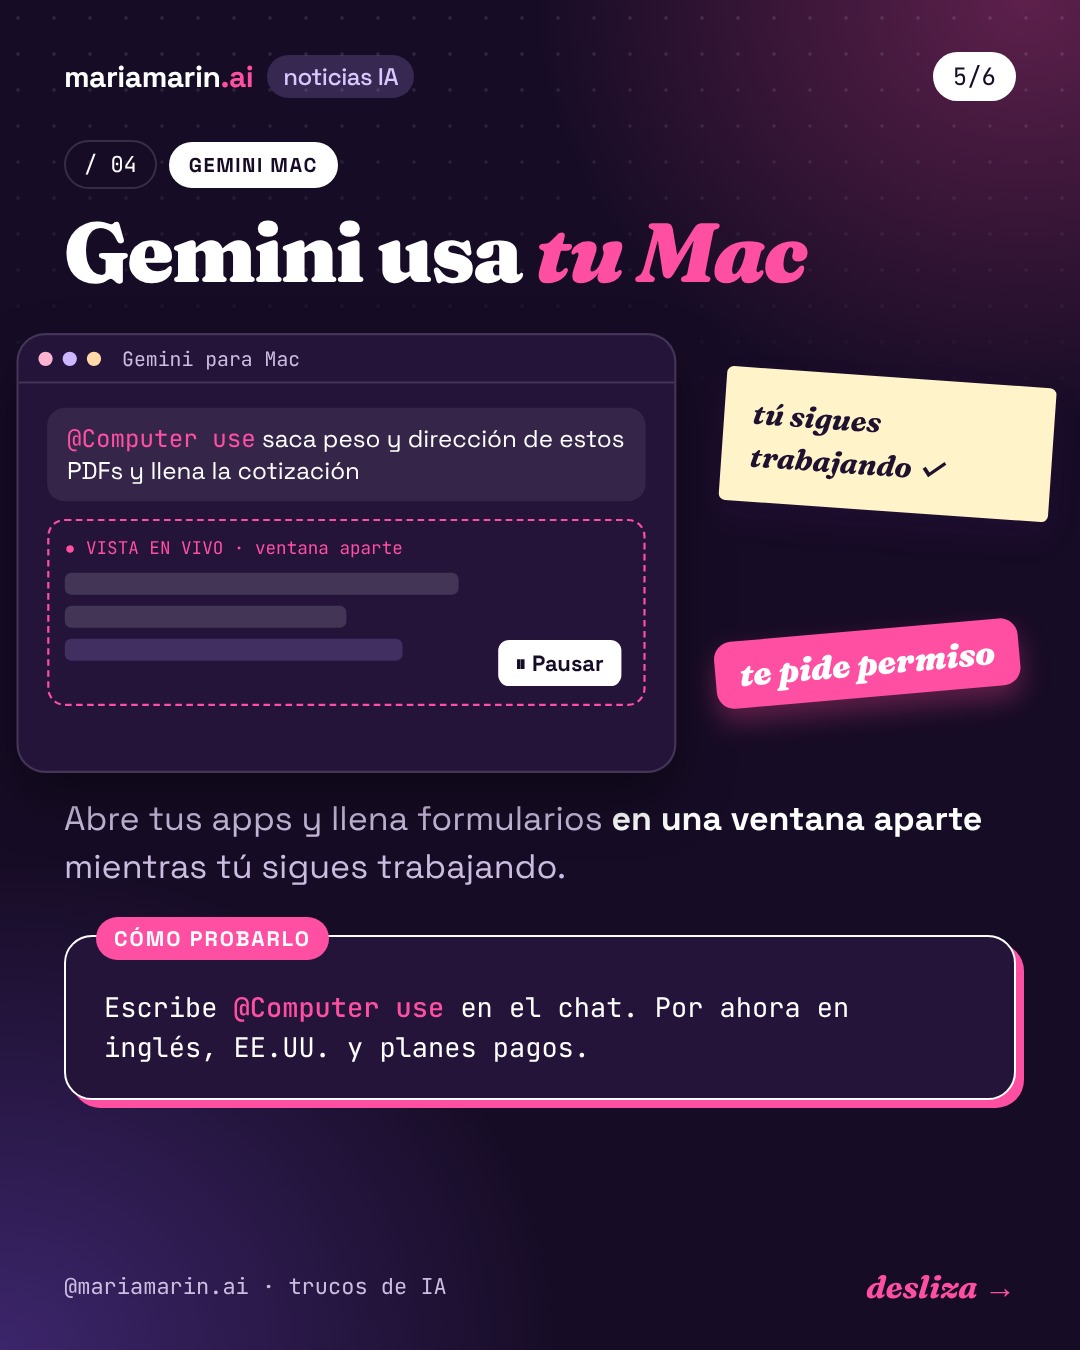 mariamarin.ai noticias IA 5/6
/ 04 GEMINI MAC
Gemini usa tu Mac
Gemini para Mac
@Computer use saca peso y dirección de estos
PDFs y llena la cotización
• VISTA EN VIVO · ventana aparte
⏸ Pausar
tú sigues
trabajando ✓
te pide permiso
Abre tus apps y llena formularios en una ventana aparte
mientras tú sigues trabajando.
CÓMO PROBARLO
Escribe @Computer use en el chat. Por ahora en
inglés, EE.UU. y planes pagos.
@mariamarin.ai · trucos de IA
desliza →